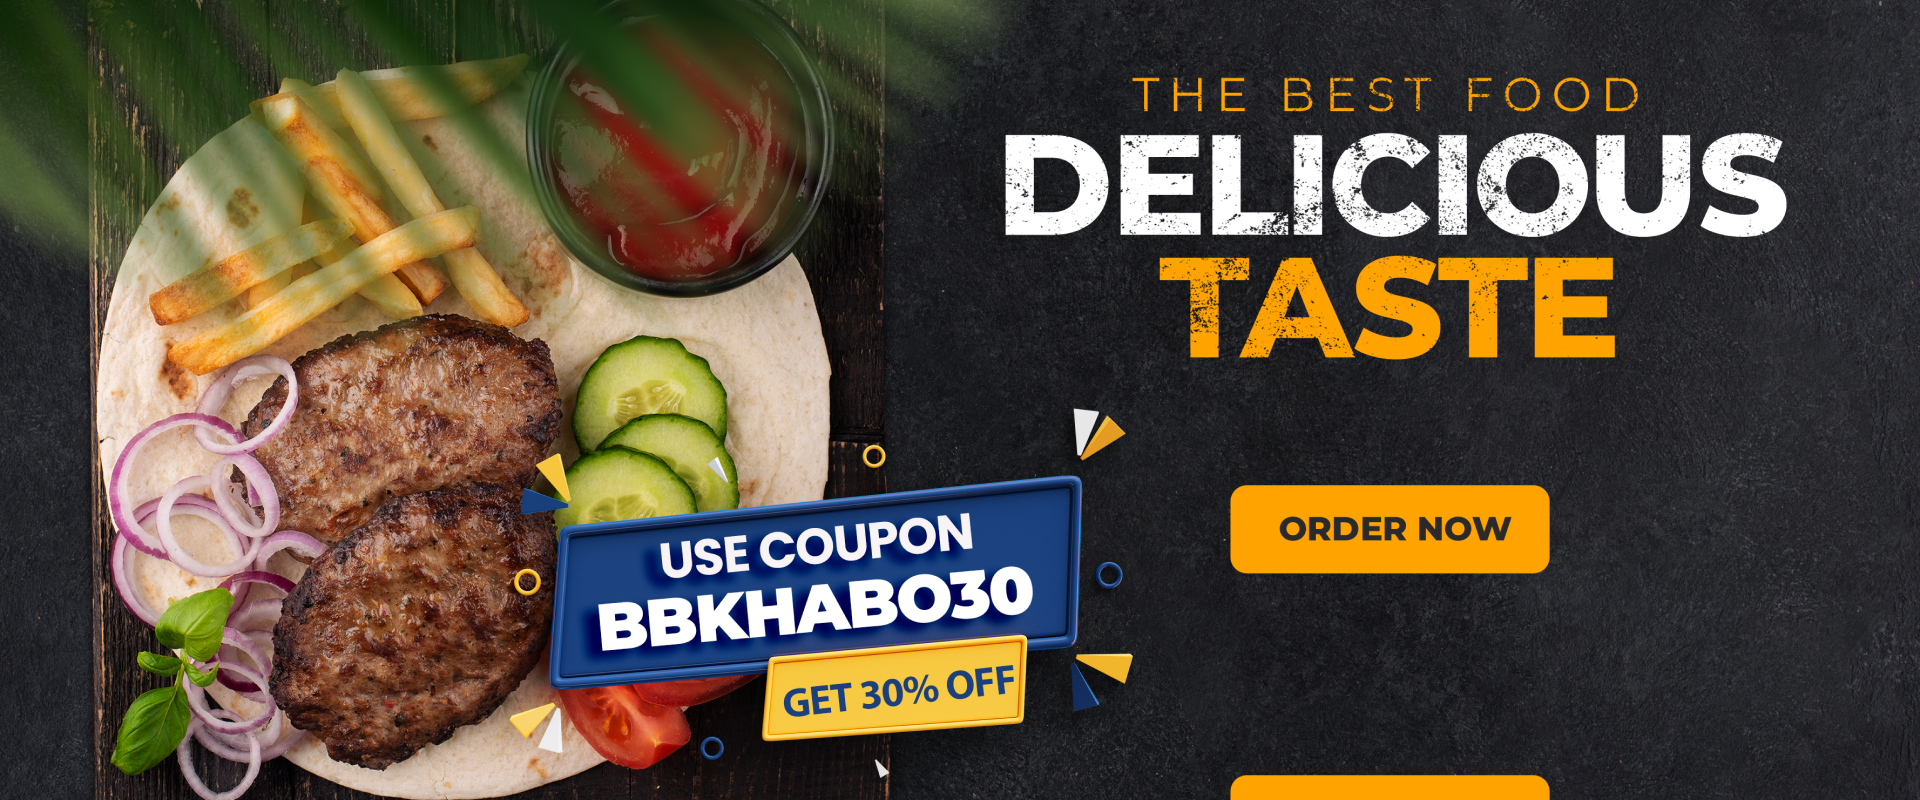 THE BEST FOOD
DELICIOUS
TASTE
ORDER NOW
USE COUPON
BBKHABO30
GET 30% OFF